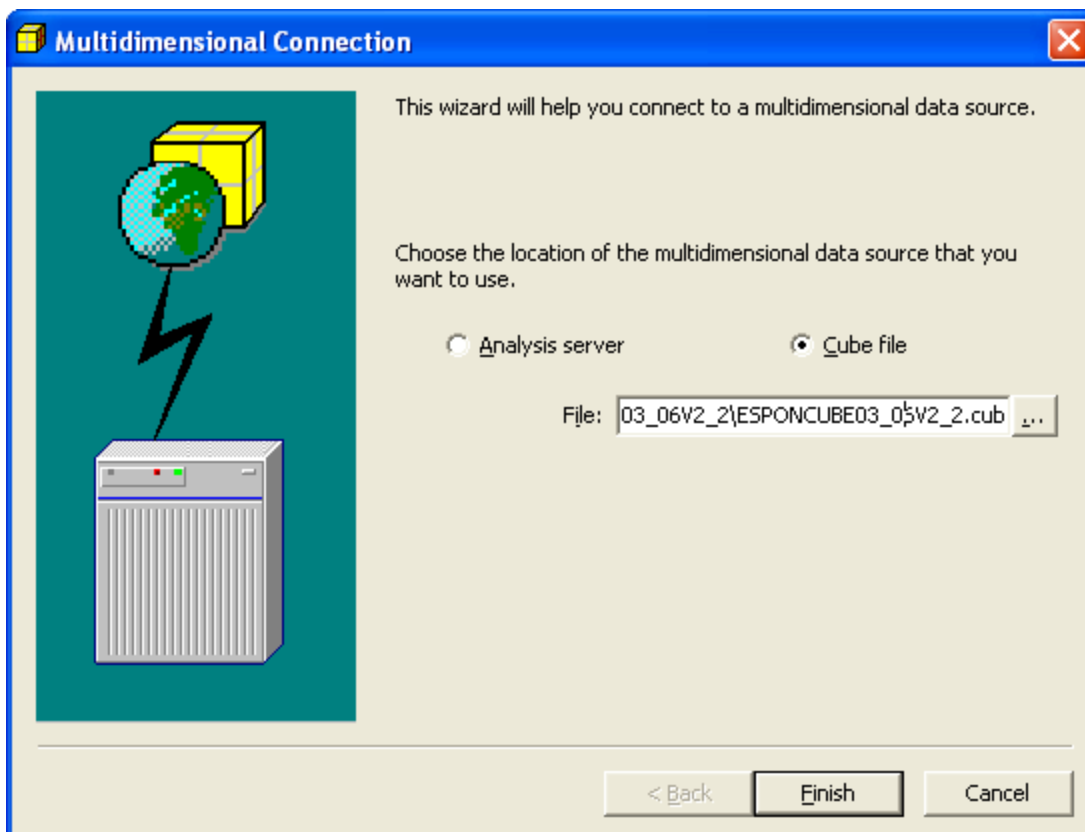 Multidimensional Connection
This wizard will help you connect to a multidimensional data source.
Choose the location of the multidimensional data source that you
want to use.
Analysis server
Cube file
File: 03_06V2_2\ESPONCUBE03_05V2_2.cub ...
< Back
Finish
Cancel